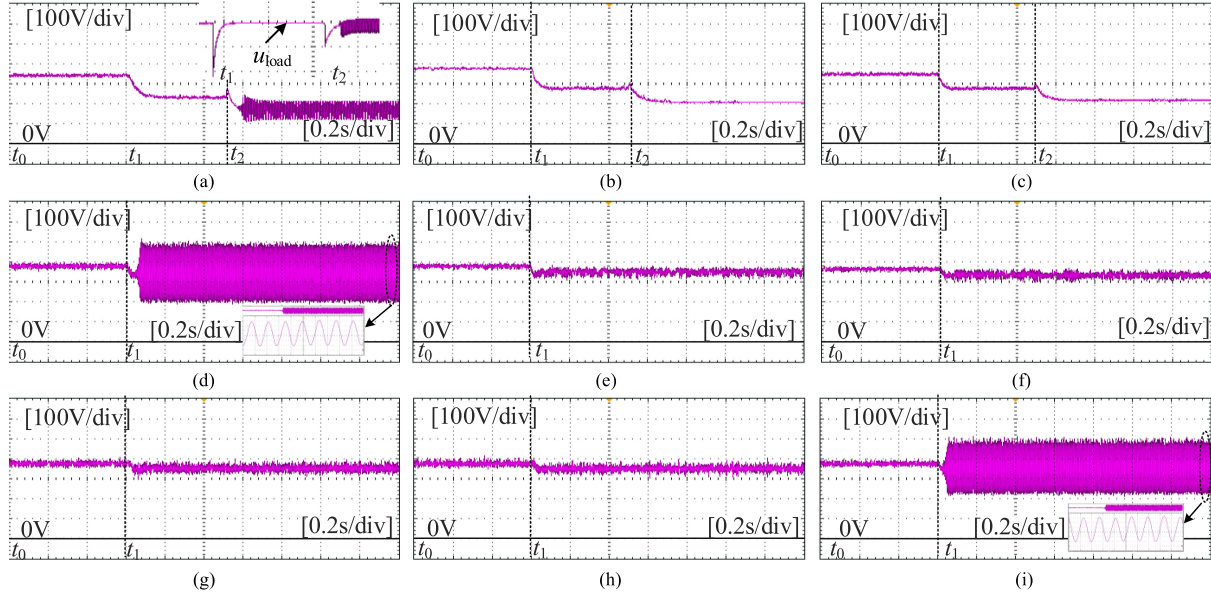 [100V/div]
u_load
t_1 t_2
0V [0.2s/div]
t_0 t_1 t_2
(a)
[100V/div]
0V [0.2s/div]
t_0 t_1 t_2
(b)
[100V/div]
0V [0.2s/div]
t_0 t_1 t_2
(c)
[100V/div]
0V [0.2s/div]
t_0 t_1
(d)
[100V/div]
0V [0.2s/div]
t_0 t_1
(e)
[100V/div]
0V [0.2s/div]
t_0 t_1
(f)
[100V/div]
0V [0.2s/div]
t_0 t_1
(g)
[100V/div]
0V [0.2s/div]
t_0 t_1
(h)
[100V/div]
0V [0.2s/div]
t_0 t_1
(i)